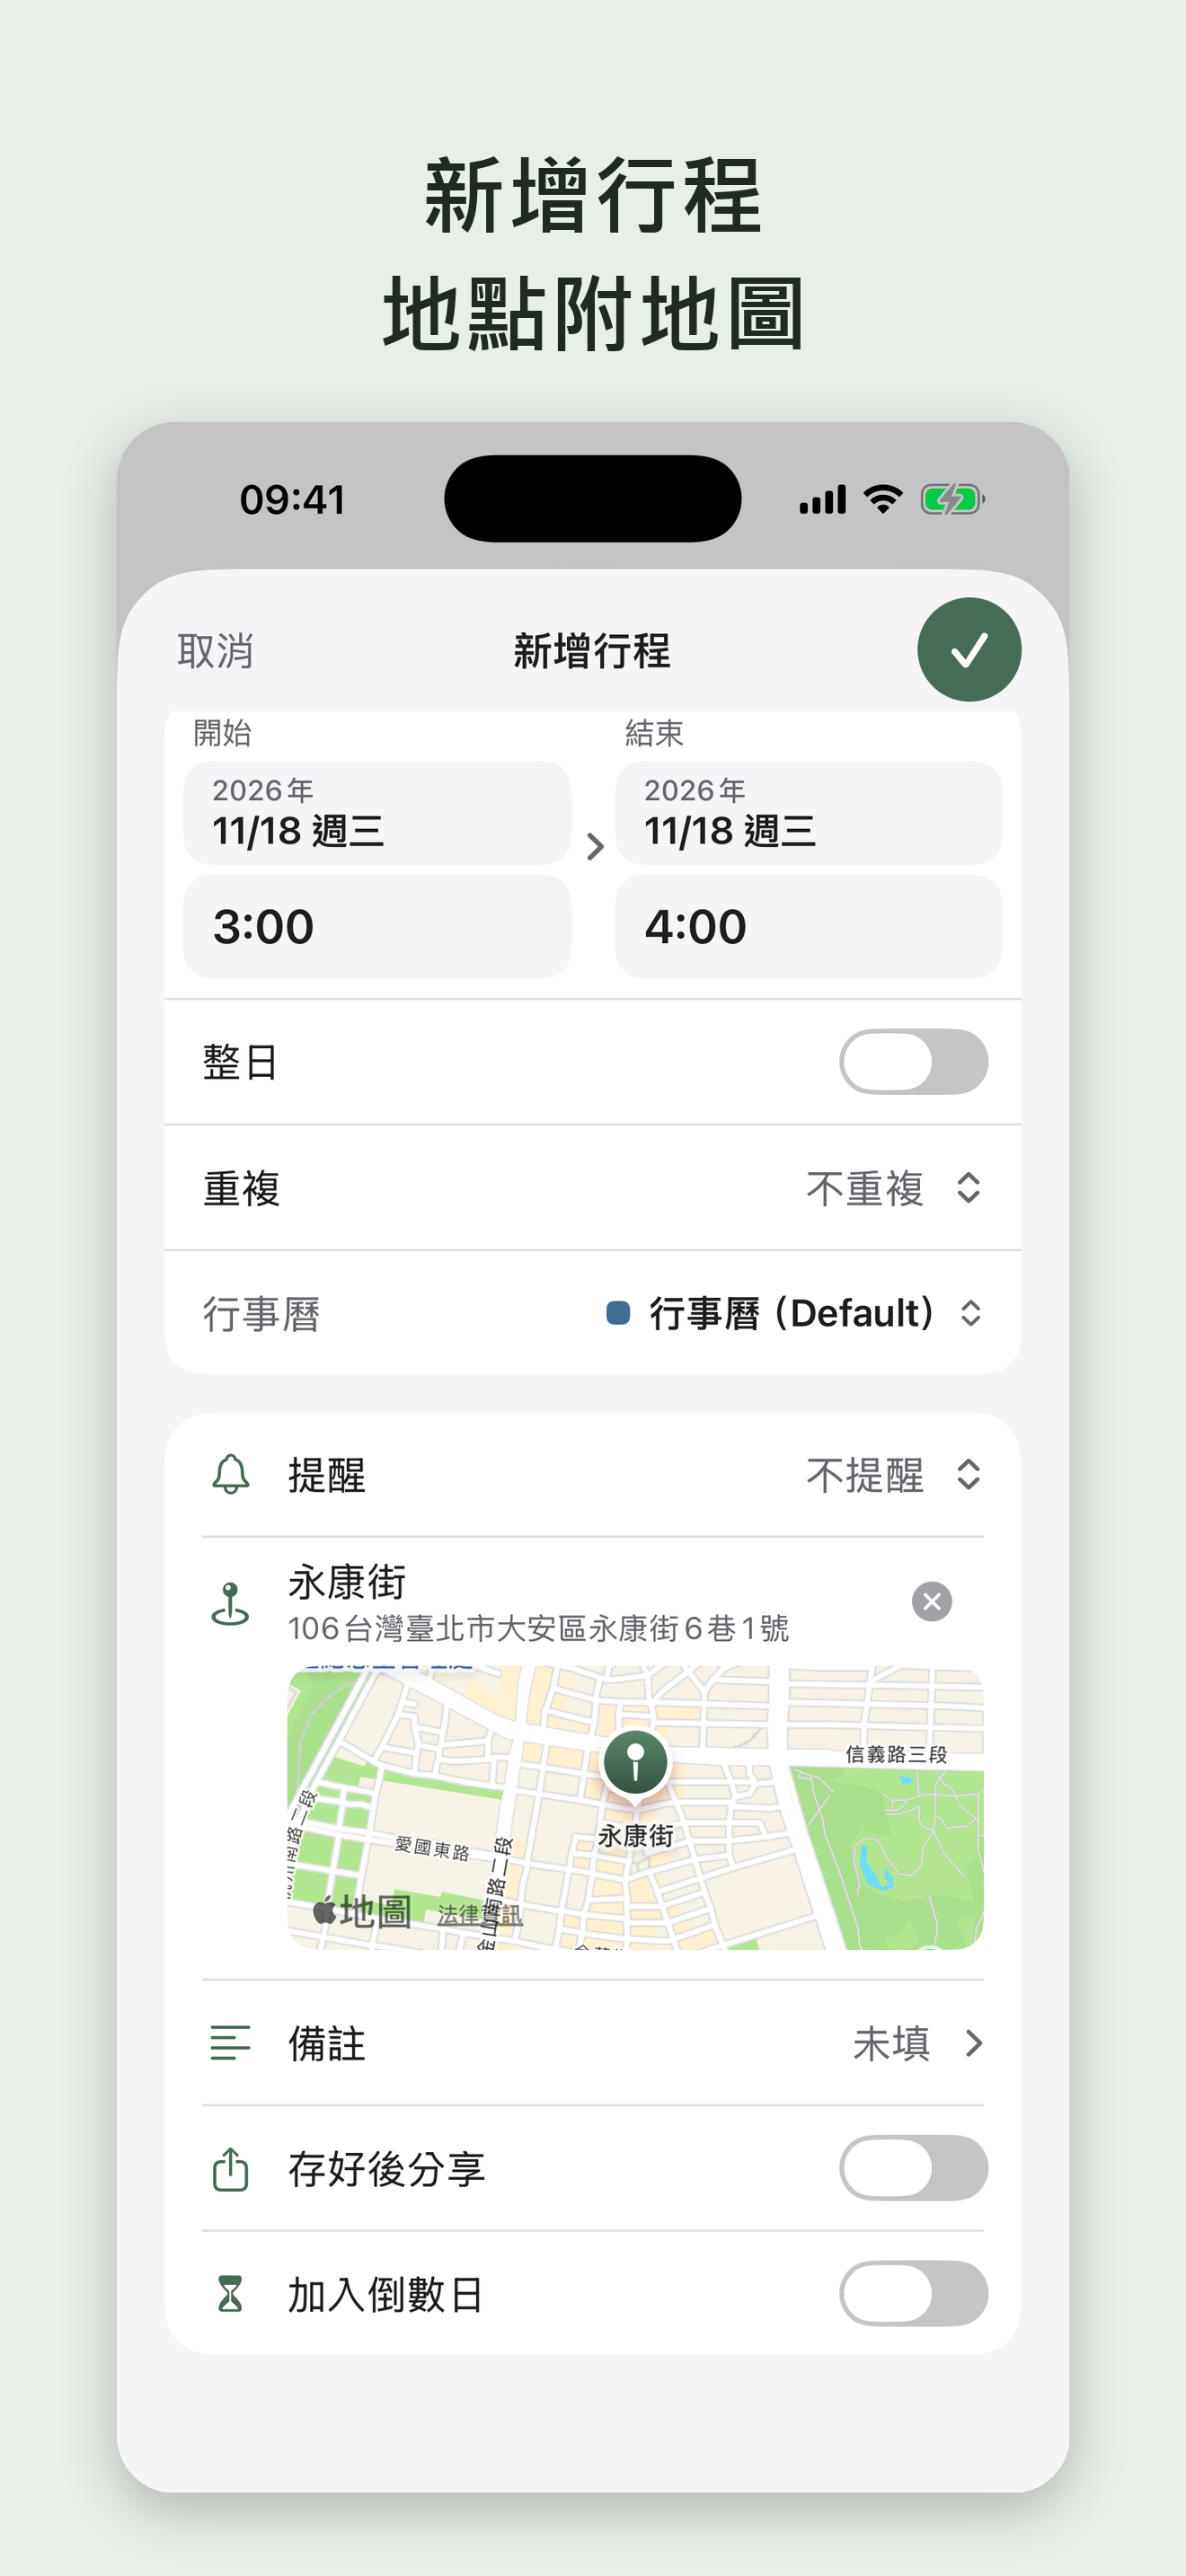 新增行程
地點附地圖
09:41
取消
新增行程
開始
結束
2026年
11/18 週三
2026年
11/18 週三
3:00
4:00
整日
重複
不重複
行事曆
行事曆（Default）
提醒
不提醒
永康街
106台灣臺北市大安區永康街6巷1號
信義路三段
永康街
愛國東路
金山南路二段
地圖
法律資訊
備註
未填
存好後分享
加入倒數日